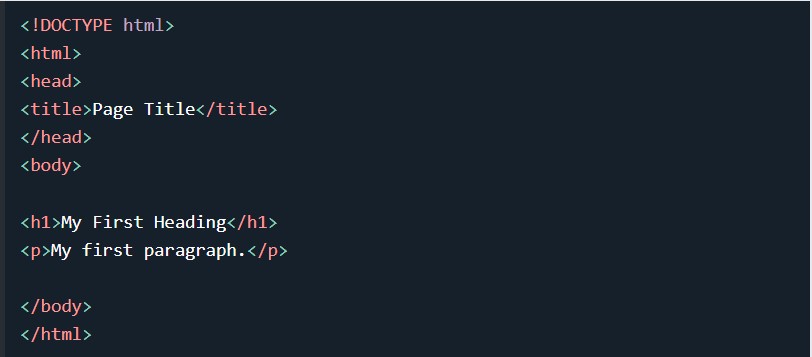 <!DOCTYPE html>
<html>
<head>
<title>Page Title</title>
</head>
<body>
<h1>My First Heading</h1>
<p>My first paragraph.</p>
</body>
</html>